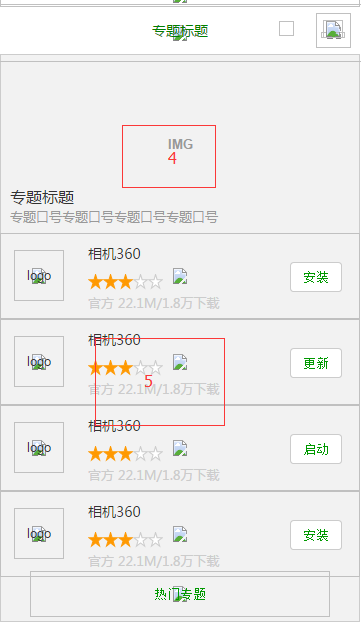 专题标题
IMG
4
专题标题
专题口号专题口号专题口号专题口号
相机360
logo
安装
官方 22.1M/1.8万下载
相机360
logo
更新
5
官方 22.1M/1.8万下载
相机360
logo
启动
官方 22.1M/1.8万下载
相机360
logo
安装
官方 22.1M/1.8万下载
热门专题